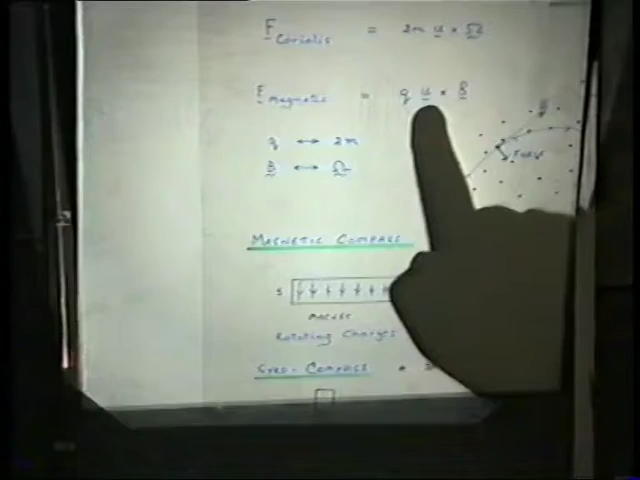 F Coriolis = 2m u × Ω
F Magnetic = q u × B
q ↔ 2m
B ↔ Ω
Force
MAGNETIC COMPASS
S
Rotating Charges
GYRO-COMPASS